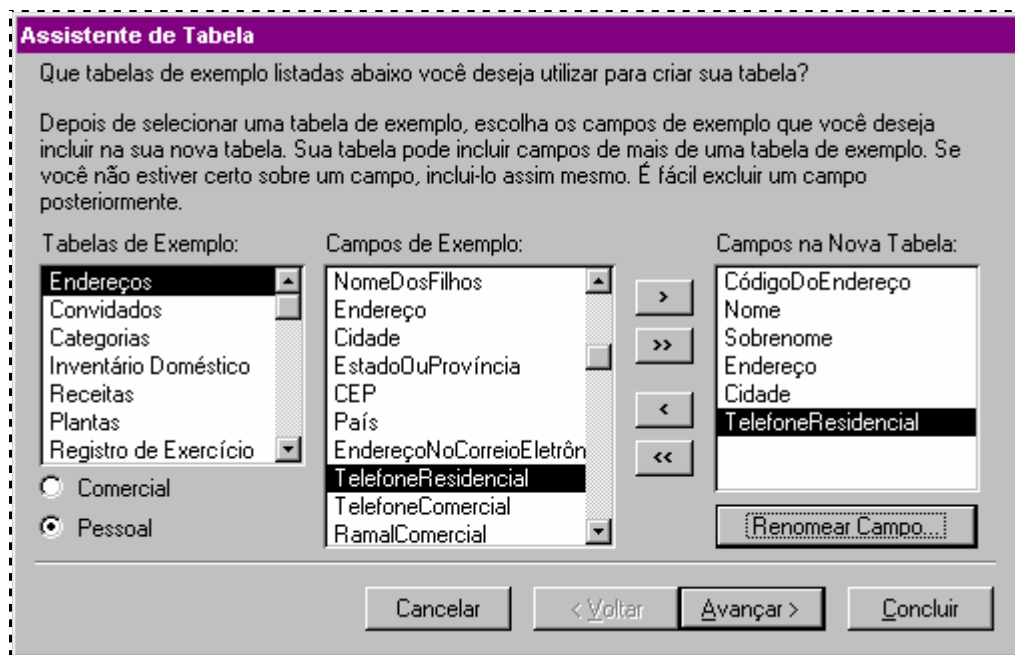 Assistente de Tabela
Que tabelas de exemplo listadas abaixo você deseja utilizar para criar sua tabela?
Depois de selecionar uma tabela de exemplo, escolha os campos de exemplo que você deseja
incluir na sua nova tabela. Sua tabela pode incluir campos de mais de uma tabela de exemplo. Se
você não estiver certo sobre um campo, inclui-lo assim mesmo. É fácil excluir um campo
posteriormente.
Tabelas de Exemplo:
Endereços
Convidados
Categorias
Inventário Doméstico
Receitas
Plantas
Registro de Exercício
Comercial
Pessoal
Campos de Exemplo:
NomeDosFilhos
Endereço
Cidade
EstadoOuProvíncia
CEP
País
EndereçoNoCorreioEletrôn
TelefoneResidencial
TelefoneComercial
RamalComercial
>
>>
<
<<
Campos na Nova Tabela:
CódigoDoEndereço
Nome
Sobrenome
Endereço
Cidade
TelefoneResidencial
Renomear Campo...
Cancelar
< Voltar
Avançar >
Concluir